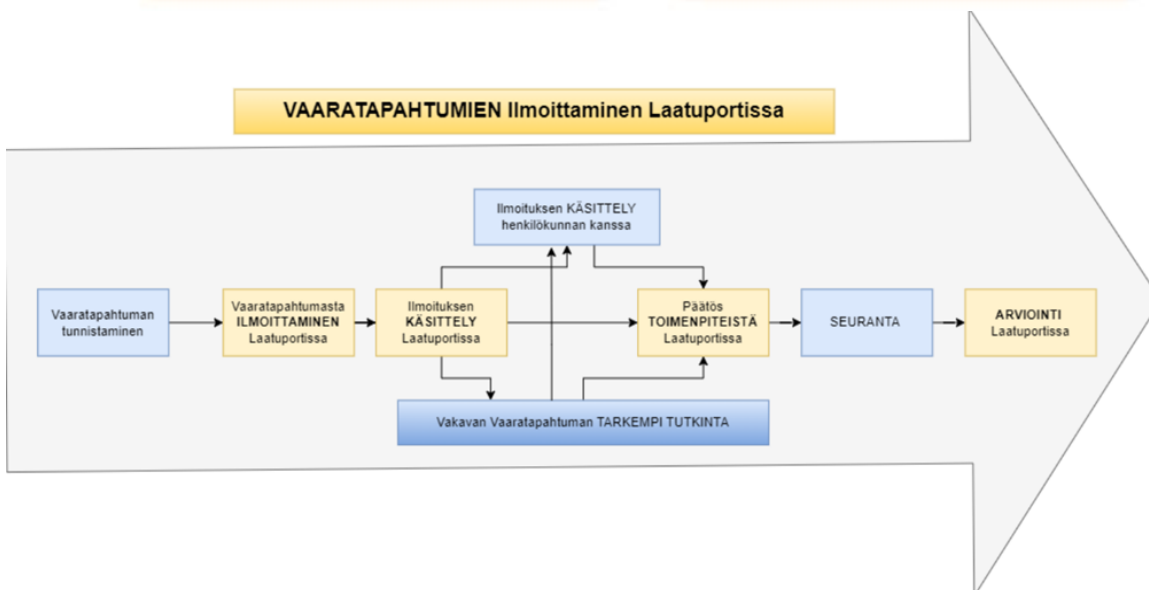 VAARATAPAHTUMIEN Ilmoittaminen Laatuportissa
Ilmoituksen KÄSITTELY
henkilökunnan kanssa
Vaaratapahtuman
tunnistaminen
Vaaratapahtumasta
ILMOITTAMINEN
Laatuportissa
Ilmoituksen
KÄSITTELY
Laatuportissa
Päätös
TOIMENPITEISTÄ
Laatuportissa
SEURANTA
ARVIOINTI
Laatuportissa
Vakavan Vaaratapahtuman TARKEMPI TUTKINTA